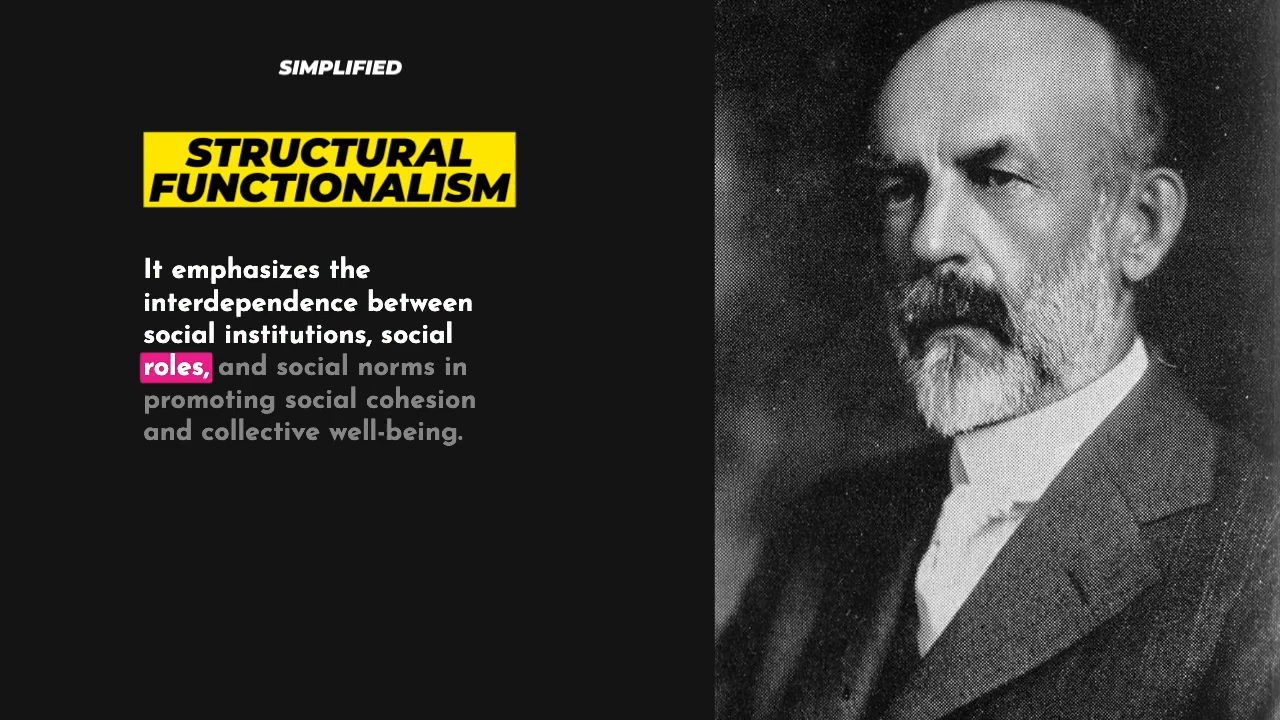 SIMPLIFIED
STRUCTURAL
FUNCTIONALISM
It emphasizes the
interdependence between
social institutions, social
roles, and social norms in
promoting social cohesion
and collective well-being.